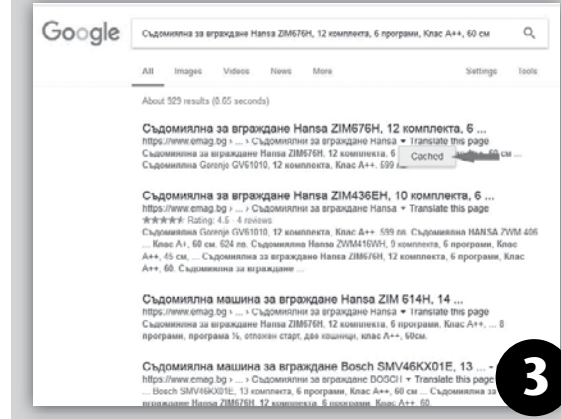 Google
Съдомиялна за вграждане Hansa ZIM676H, 12 комплекта, 6 програми, Клас А++, 60 см
All Images Videos News More Settings Tools
About 929 results (0.65 seconds)
Съдомиялна за вграждане Hansa ZIM676H, 12 комплекта, 6 ...
https://www.emag.bg › ... › Съдомиялни за вграждане Hansa ▼ Translate this page
Съдомиялна за вграждане Hansa ZIM676H, 12 комплекта, 6 60 см ...
Cached
Съдомиялна Gorenje GV61010, 12 комплекта, Клас А++. 599
Съдомиялна за вграждане Hansa ZIM436EH, 10 комплекта, 6 ...
https://www.emag.bg › ... › Съдомиялни за вграждане Hansa ▼ Translate this page
★★★★★ Rating: 4.5 - 4 reviews
Съдомиялна Gorenje GV61010, 12 комплекта, Клас А++. 599 лв. Съдомиялна HANSA ZWM 406
... Клас А+, 60 см. 624 лв. Съдомиялна Hansa ZWM416WH, 9 комплекта, 6 програми, Клас
А++, 45 см, ... Съдомиялна за вграждане Hansa ZIM676H, 12 комплекта, 6 програми, Клас
А++, 60. Съдомиялна за вграждане ...
Съдомиялна машина за вграждане Hansa ZIM 614H, 14 ...
https://www.emag.bg › ... › Съдомиялни за вграждане Hansa ▼ Translate this page
Съдомиялна за вграждане Hansa ZIM676H, 12 комплекта, 6 програми, Клас А++, ... 8
програми, програма ½, отложен старт, две кошници, клас А++, 60см.
Съдомиялна машина за вграждане Bosch SMV46KX01E, 13 ... -
https://www.emag.bg › ... › Съдомиялни за вграждане BOSCH ▼ Translate this page
... Bosch SMV46KX01E, 13 комплекта, 6 програми, Клас А++, 60 см, Съдомиялна за
вграждане Hansa ZIM676H, 12 комплекта, 6 програми, Клас А++, 60.
3